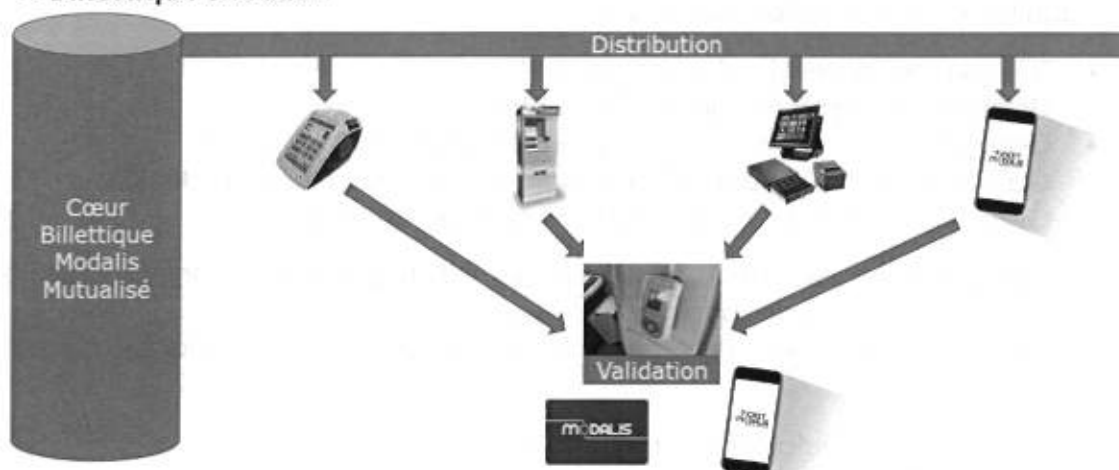 Distribution
Cœur
Billettique
Modalis
Mutualisé
Validation
MODALIS